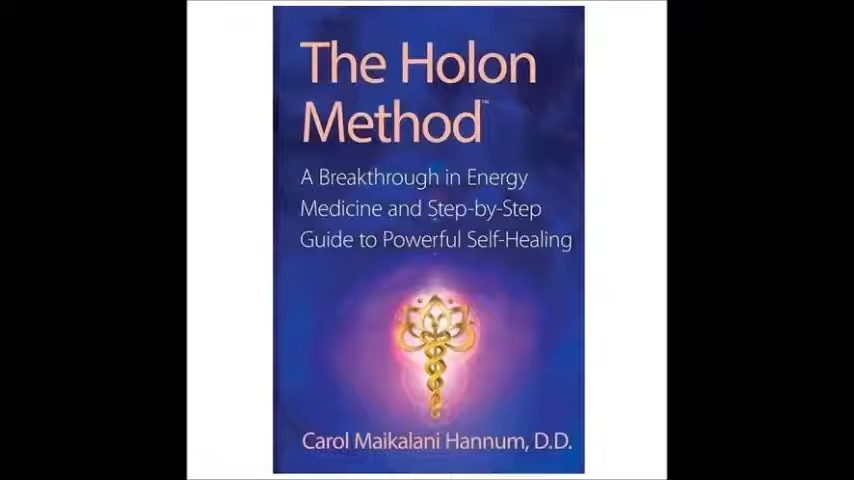 The Holon
Method™
A Breakthrough in Energy
Medicine and Step-by-Step
Guide to Powerful Self-Healing
Carol Maikalani Hannum, D.D.